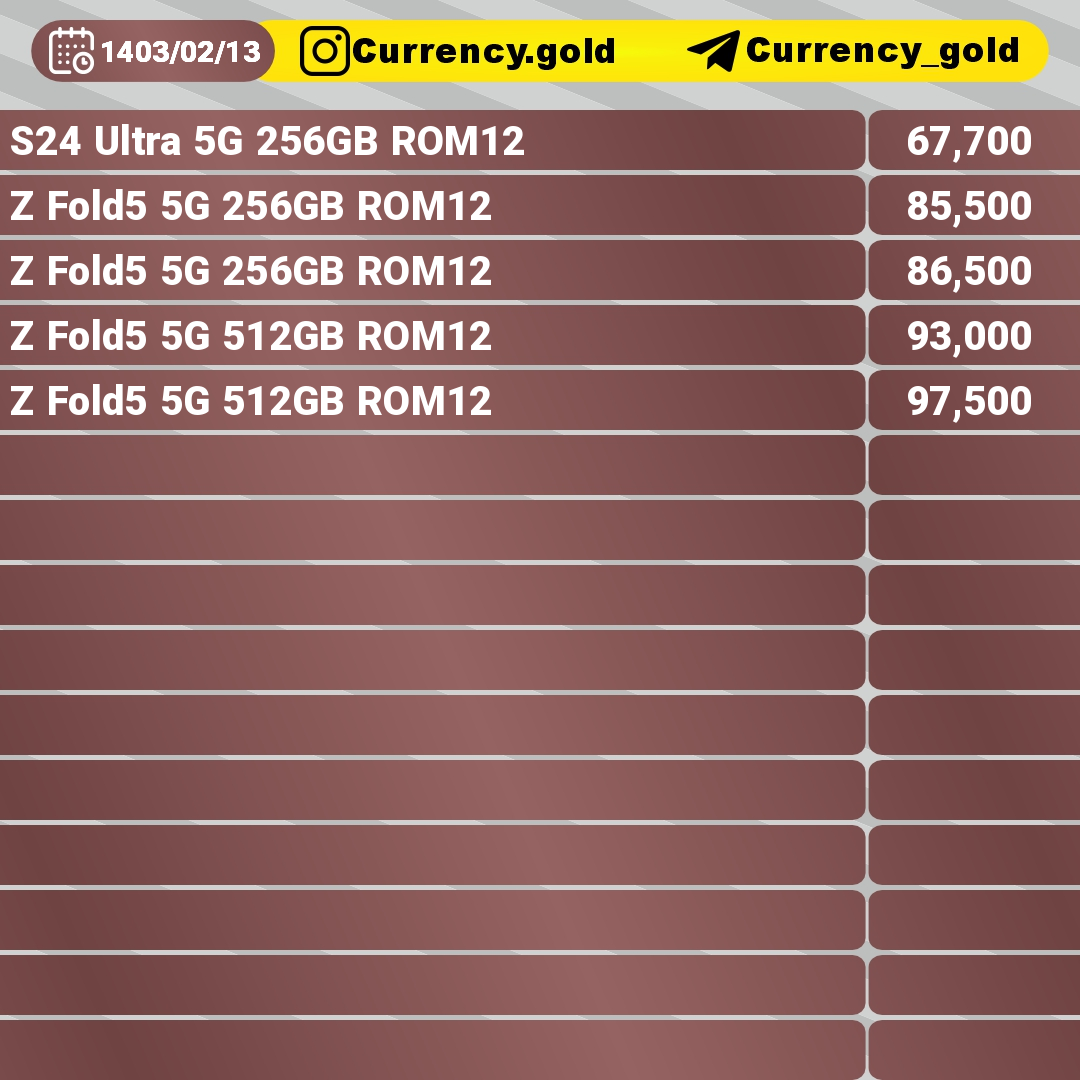 1403/02/13 Currency.gold Currency_gold
S24 Ultra 5G 256GB ROM12 67,700
Z Fold5 5G 256GB ROM12 85,500
Z Fold5 5G 256GB ROM12 86,500
Z Fold5 5G 512GB ROM12 93,000
Z Fold5 5G 512GB ROM12 97,500